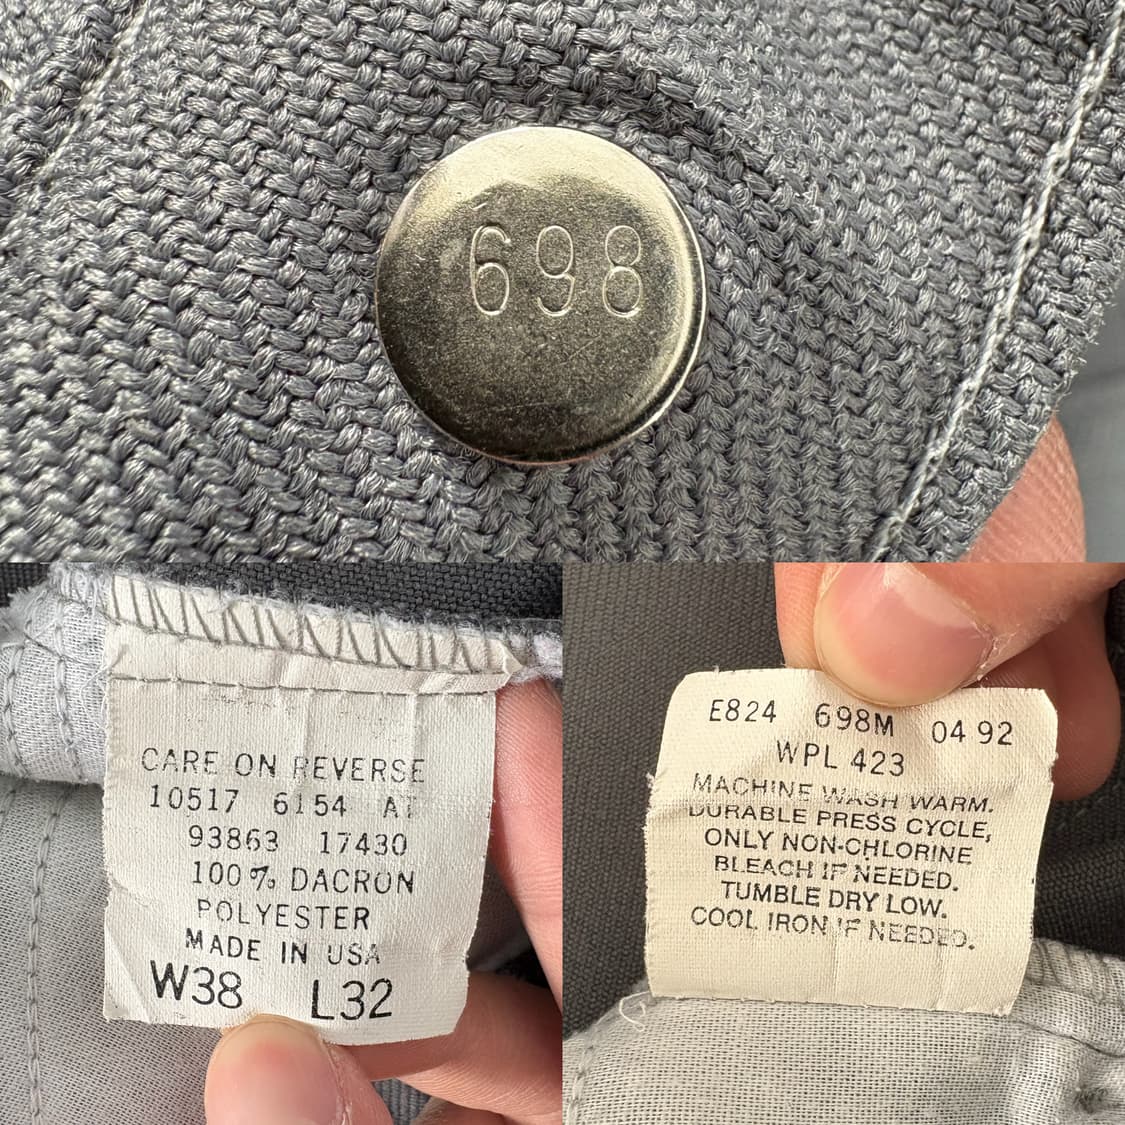 698
CARE ON REVERSE
10517 6154 AT
93863 17430
100% DACRON
POLYESTER
MADE IN USA
W38 L32
E824 698M 04 92
WPL 423
MACHINE WASH WARM.
DURABLE PRESS CYCLE,
ONLY NON-CHLORINE
BLEACH IF NEEDED.
TUMBLE DRY LOW.
COOL IRON IF NEEDED.